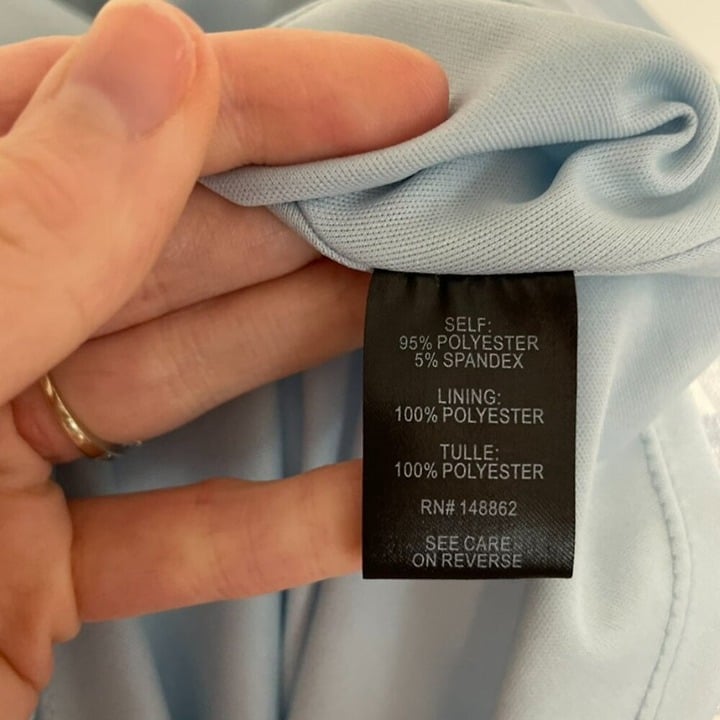 SELF:
95% POLYESTER
5% SPANDEX
LINING:
100% POLYESTER
TULLE:
100% POLYESTER
RN# 148862
SEE CARE
ON REVERSE